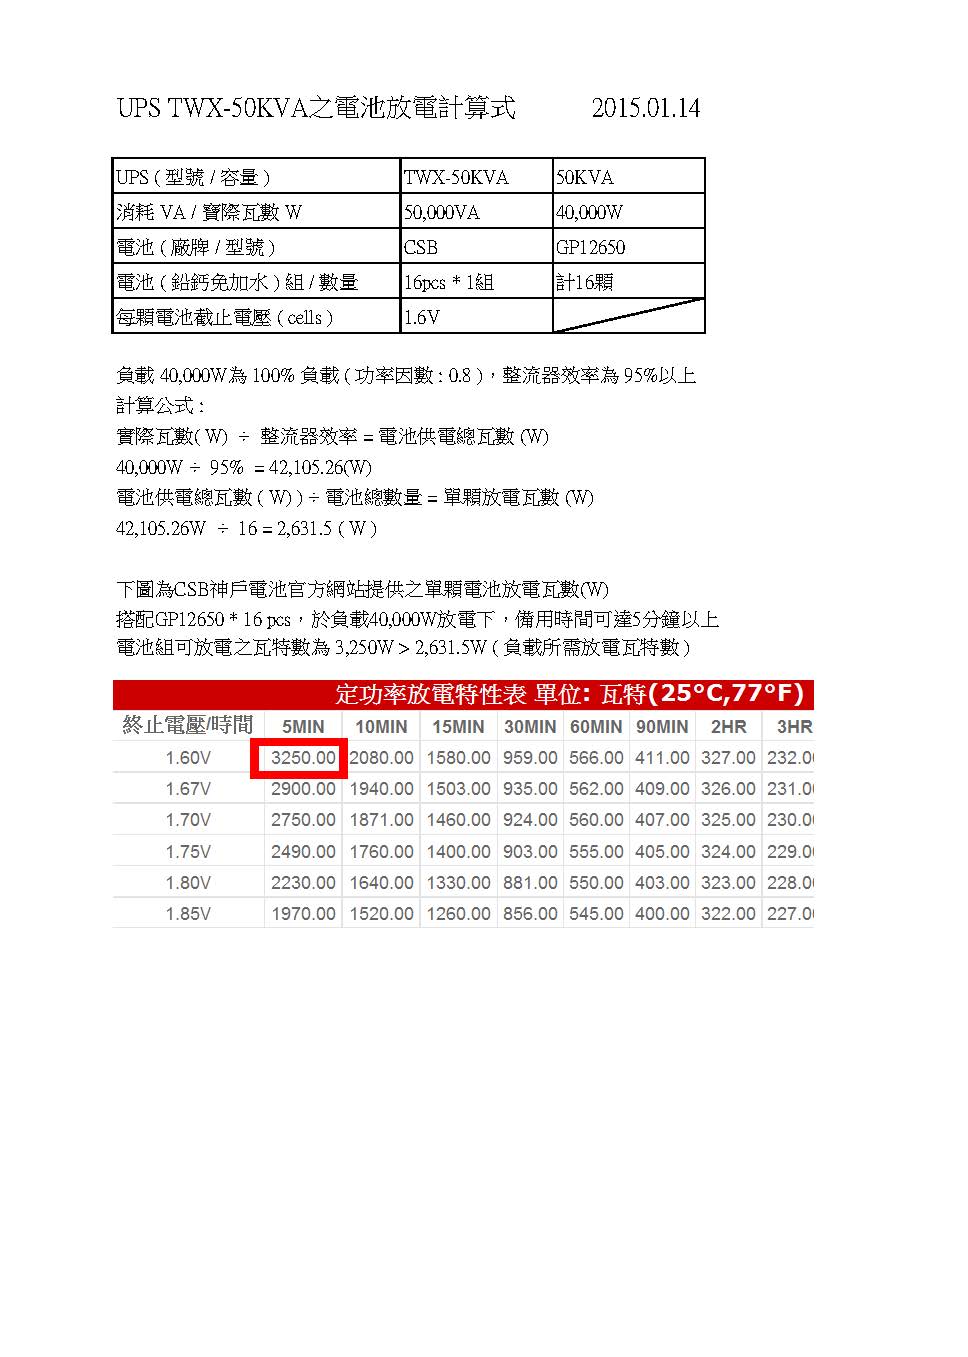 UPS TWX-50KVA之電池放電計算式 2015.01.14
UPS ( 型號 / 容量 ) TWX-50KVA 50KVA
消耗 VA / 實際瓦數 W 50,000VA 40,000W
電池 ( 廠牌 / 型號 ) CSB GP12650
電池 ( 鉛鈣免加水 ) 組 / 數量 16pcs * 1組 計16顆
每顆電池截止電壓 ( cells ) 1.6V
負載 40,000W為 100% 負載 ( 功率因數 : 0.8 )，整流器效率為 95%以上
計算公式 :
實際瓦數( W) ÷ 整流器效率 = 電池供電總瓦數 (W)
40,000W ÷ 95% = 42,105.26(W)
電池供電總瓦數 ( W) ) ÷ 電池總數量 = 單顆放電瓦數 (W)
42,105.26W ÷ 16 = 2,631.5 ( W )
下圖為CSB神戶電池官方網站提供之單顆電池放電瓦數(W)
搭配GP12650 * 16 pcs，於負載40,000W放電下，備用時間可達5分鐘以上
電池組可放電之瓦特數為 3,250W > 2,631.5W ( 負載所需放電瓦特數 )
定功率放電特性表 單位: 瓦特(25°C,77°F)
終止電壓/時間 5MIN 10MIN 15MIN 30MIN 60MIN 90MIN 2HR 3HR
1.60V 3250.00 2080.00 1580.00 959.00 566.00 411.00 327.00 232.0
1.67V 2900.00 1940.00 1503.00 935.00 562.00 409.00 326.00 231.0
1.70V 2750.00 1871.00 1460.00 924.00 560.00 407.00 325.00 230.0
1.75V 2490.00 1760.00 1400.00 903.00 555.00 405.00 324.00 229.0
1.80V 2230.00 1640.00 1330.00 881.00 550.00 403.00 323.00 228.0
1.85V 1970.00 1520.00 1260.00 856.00 545.00 400.00 322.00 227.0